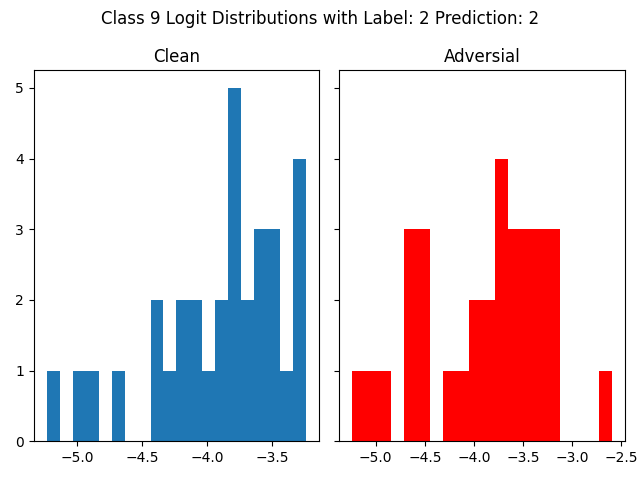 Class 9 Logit Distributions with Label: 2 Prediction: 2
Clean
Adversial
5
4
3
2
1
0
−5.0 −4.5 −4.0 −3.5
−5.0 −4.5 −4.0 −3.5 −3.0 −2.5